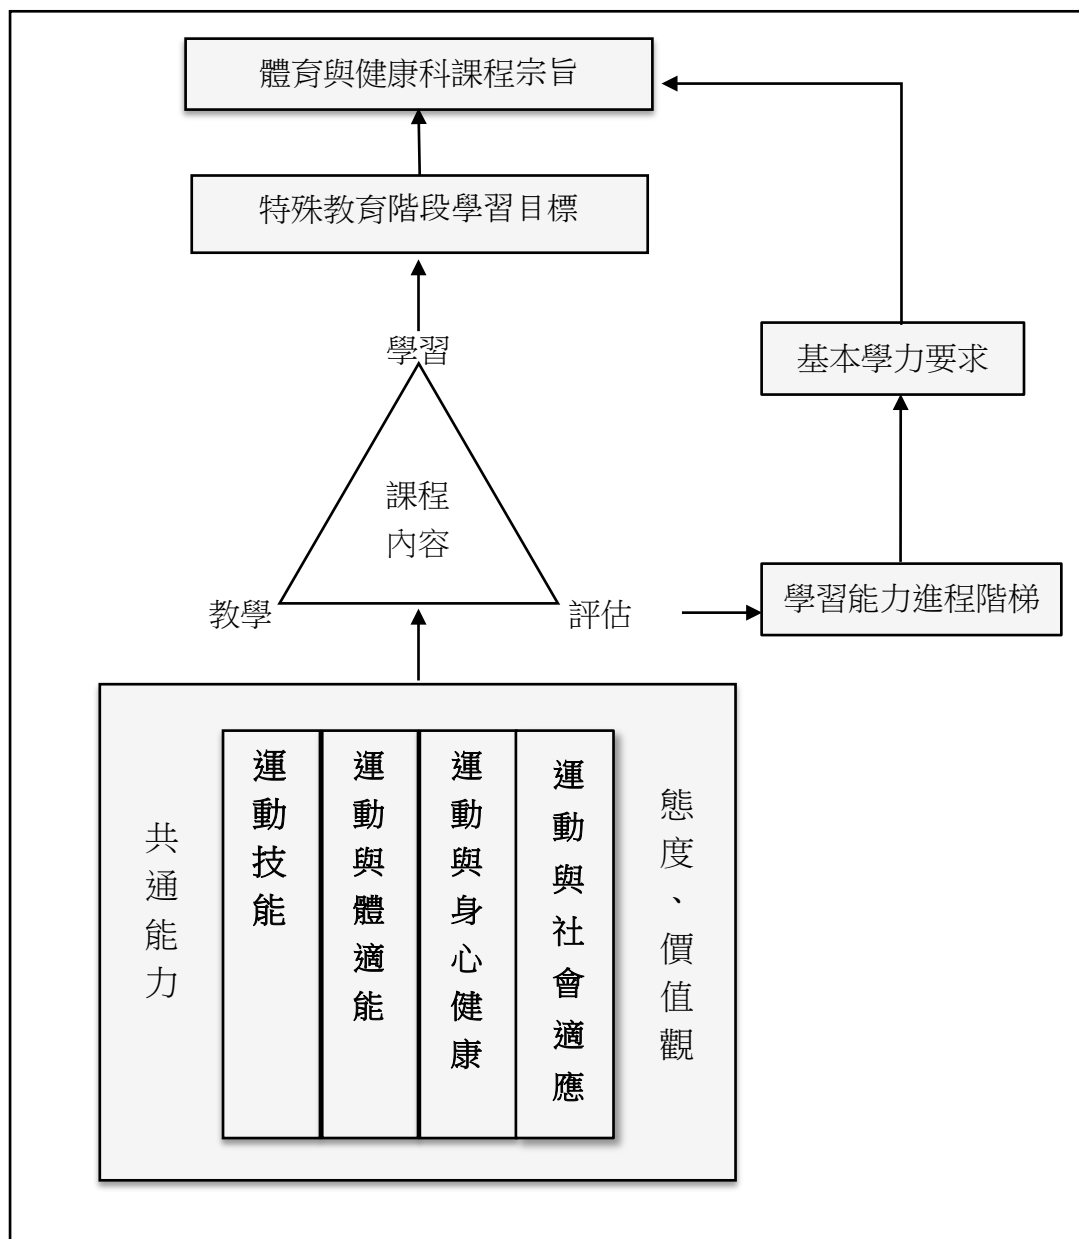 體育與健康科課程宗旨
特殊教育階段學習目標
基本學力要求
學習
課程
內容
教學
評估
學習能力進程階梯
共通能力
運動技能
運動與體適能
運動與身心健康
運動與社會適應
態度、價值觀